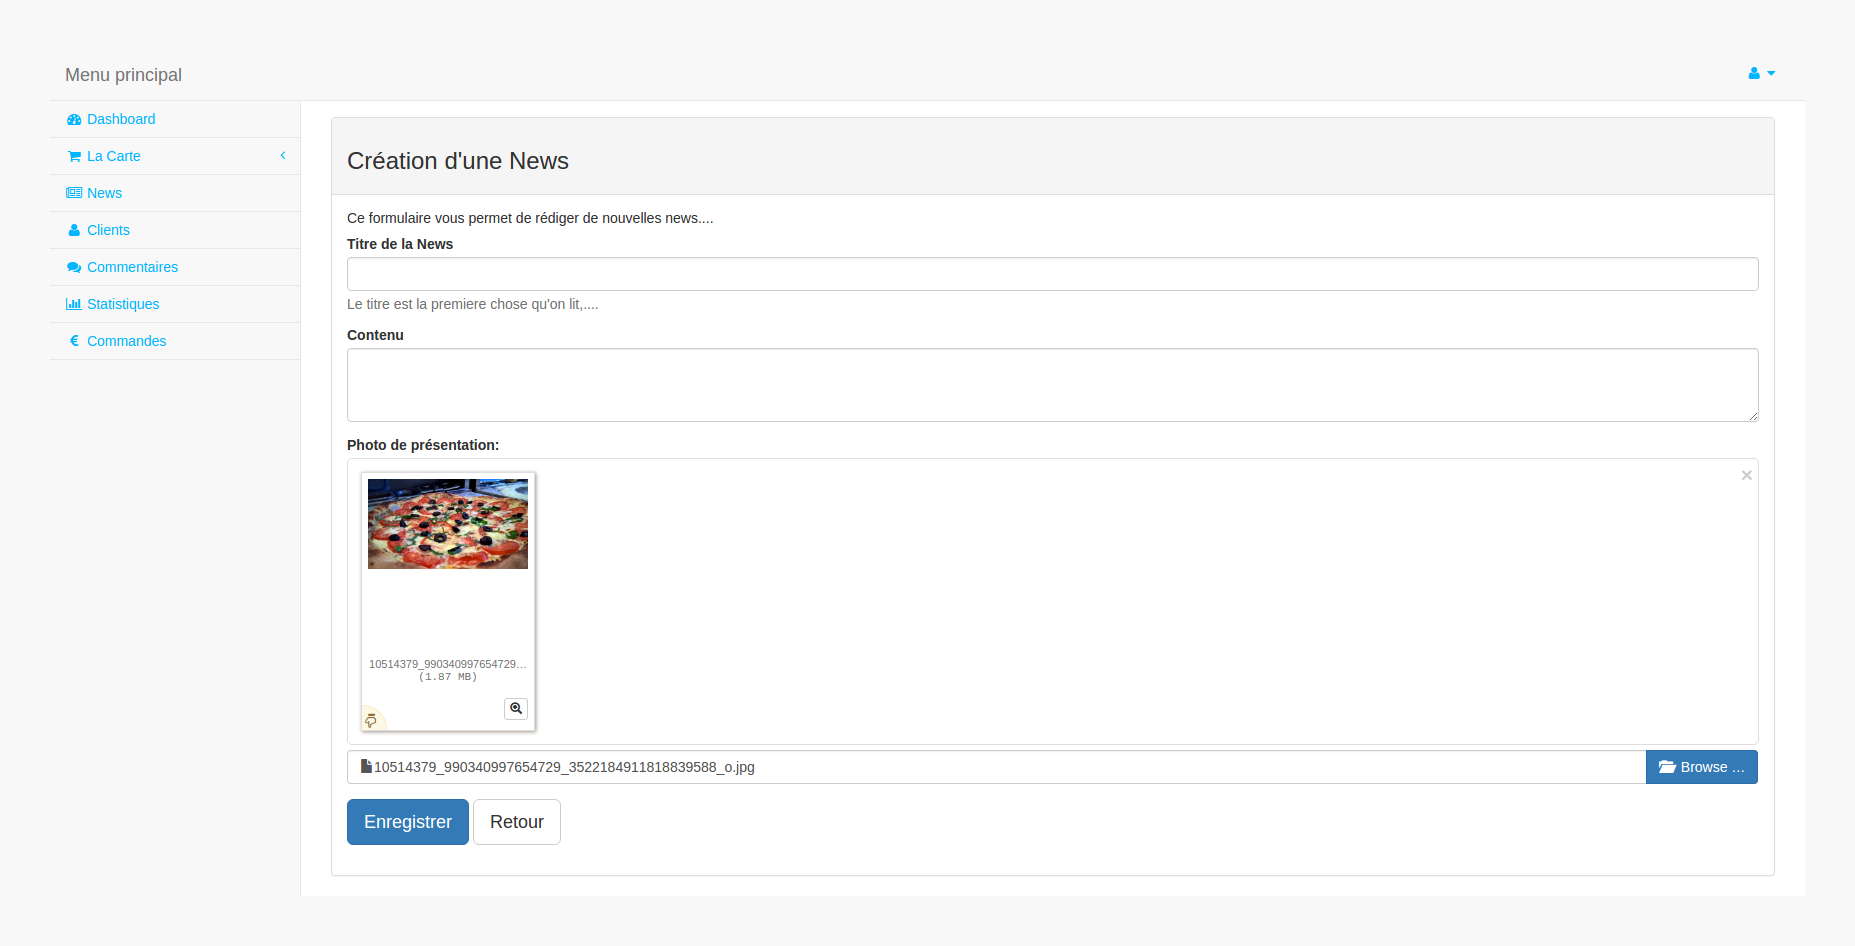 Menu principal
Dashboard
La Carte
News
Clients
Commentaires
Statistiques
Commandes
Création d'une News
Ce formulaire vous permet de rédiger de nouvelles news....
Titre de la News
Le titre est la premiere chose qu'on lit,....
Contenu
Photo de présentation:
×
10514379_990340997654729...
(1.87 MB)
10514379_990340997654729_3522184911818839588_o.jpg
Browse ...
Enregistrer
Retour